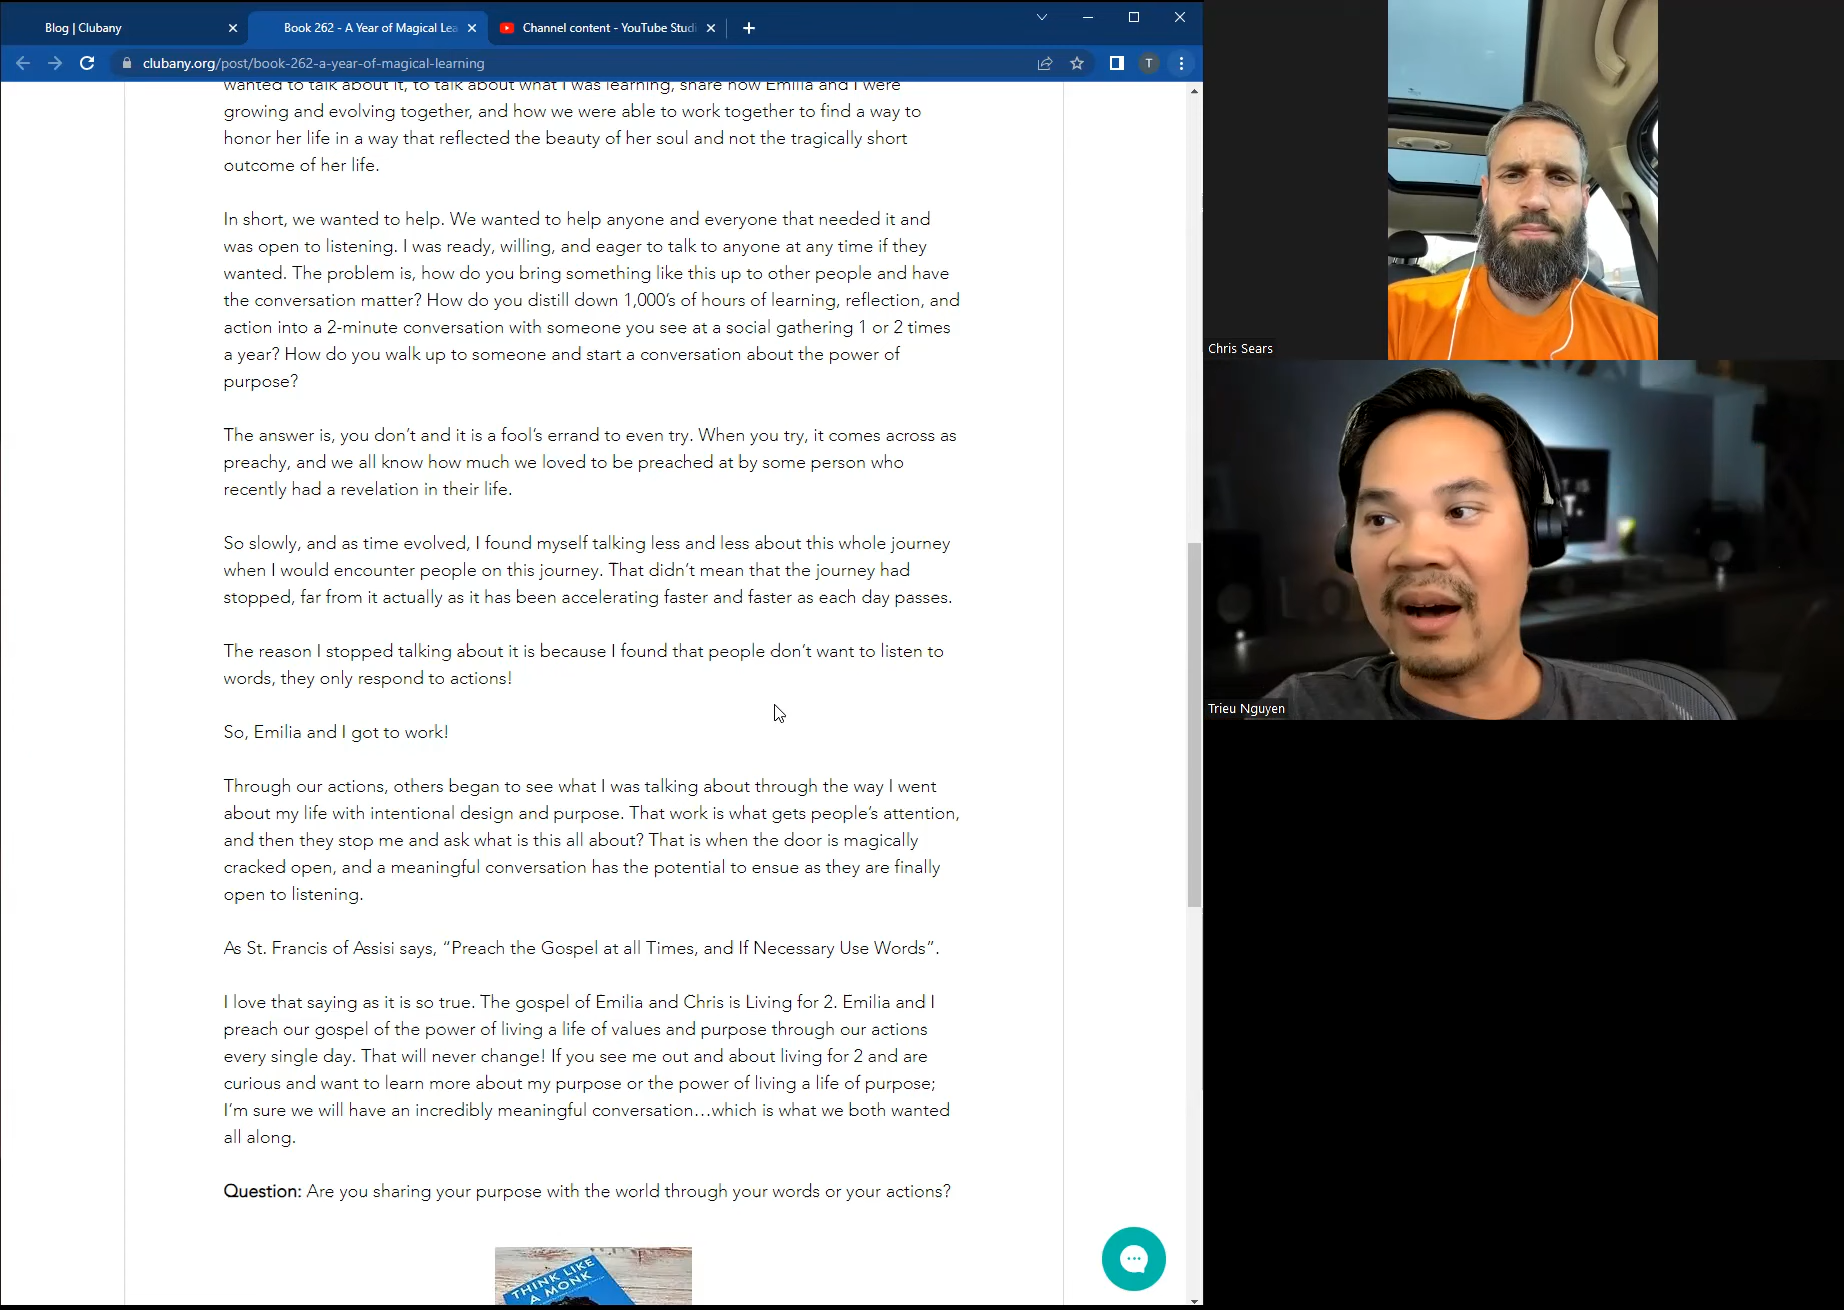 Blog | Clubany
Book 262 - A Year of Magical Lea
Channel content - YouTube Studi
clubany.org/post/book-262-a-year-of-magical-learning
T
wanted to talk about it, to talk about what I was learning, share how Emilia and I were
growing and evolving together, and how we were able to work together to find a way to
honor her life in a way that reflected the beauty of her soul and not the tragically short
outcome of her life.
In short, we wanted to help. We wanted to help anyone and everyone that needed it and
was open to listening. I was ready, willing, and eager to talk to anyone at any time if they
wanted. The problem is, how do you bring something like this up to other people and have
the conversation matter? How do you distill down 1,000’s of hours of learning, reflection, and
action into a 2-minute conversation with someone you see at a social gathering 1 or 2 times
a year? How do you walk up to someone and start a conversation about the power of
purpose?
The answer is, you don’t and it is a fool’s errand to even try. When you try, it comes across as
preachy, and we all know how much we loved to be preached at by some person who
recently had a revelation in their life.
So slowly, and as time evolved, I found myself talking less and less about this whole journey
when I would encounter people on this journey. That didn’t mean that the journey had
stopped, far from it actually as it has been accelerating faster and faster as each day passes.
The reason I stopped talking about it is because I found that people don’t want to listen to
words, they only respond to actions!
So, Emilia and I got to work!
Through our actions, others began to see what I was talking about through the way I went
about my life with intentional design and purpose. That work is what gets people’s attention,
and then they stop me and ask what is this all about? That is when the door is magically
cracked open, and a meaningful conversation has the potential to ensue as they are finally
open to listening.
As St. Francis of Assisi says, “Preach the Gospel at all Times, and If Necessary Use Words”.
I love that saying as it is so true. The gospel of Emilia and Chris is Living for 2. Emilia and I
preach our gospel of the power of living a life of values and purpose through our actions
every single day. That will never change! If you see me out and about living for 2 and are
curious and want to learn more about my purpose or the power of living a life of purpose;
I’m sure we will have an incredibly meaningful conversation…which is what we both wanted
all along.
Question: Are you sharing your purpose with the world through your words or your actions?
THINK LIKE
A MONK
Chris Sears
Trieu Nguyen